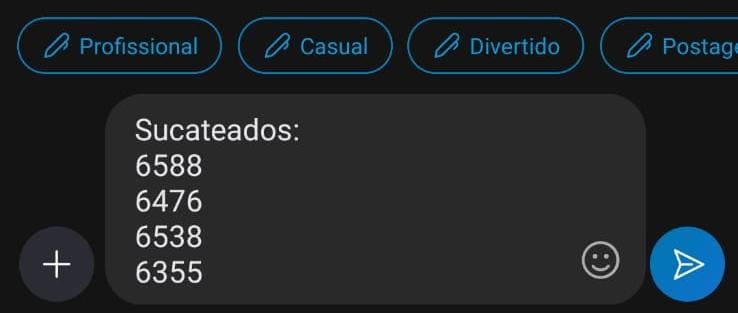 Profissional
Casual
Divertido
Sucateados:
6588
6476
6538
6355